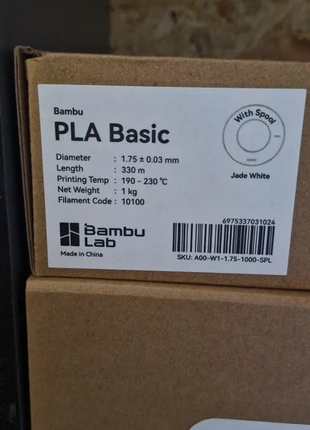 Bambu
PLA Basic
Diameter : 1.75 ± 0.03 mm
Length : 330 m
Printing Temp : 190 - 230 ℃
Net Weight : 1 kg
Filament Code : 10100
With Spool
Jade White
Bambu
Lab
Made in China
6975337031024
SKU: A00-W1-1.75-1000-SPL